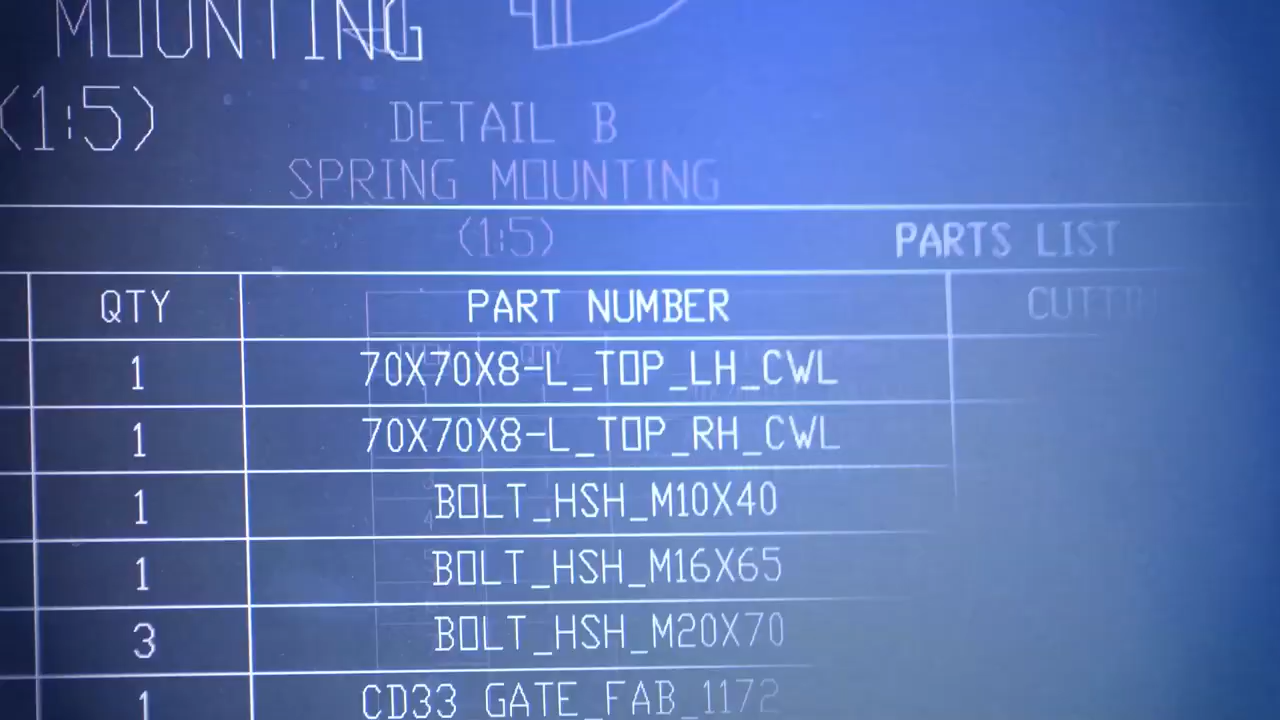 MOUNTING
(1:5)
DETAIL B
SPRING MOUNTING
(1:5)
PARTS LIST
QTY PART NUMBER
1 70X70X8-L_TOP_LH_CWL
1 70X70X8-L_TOP_RH_CWL
1 BOLT_HSH_M10X40
1 BOLT_HSH_M16X65
3 BOLT_HSH_M20X70
1 CD33 GATE_FAB_1172